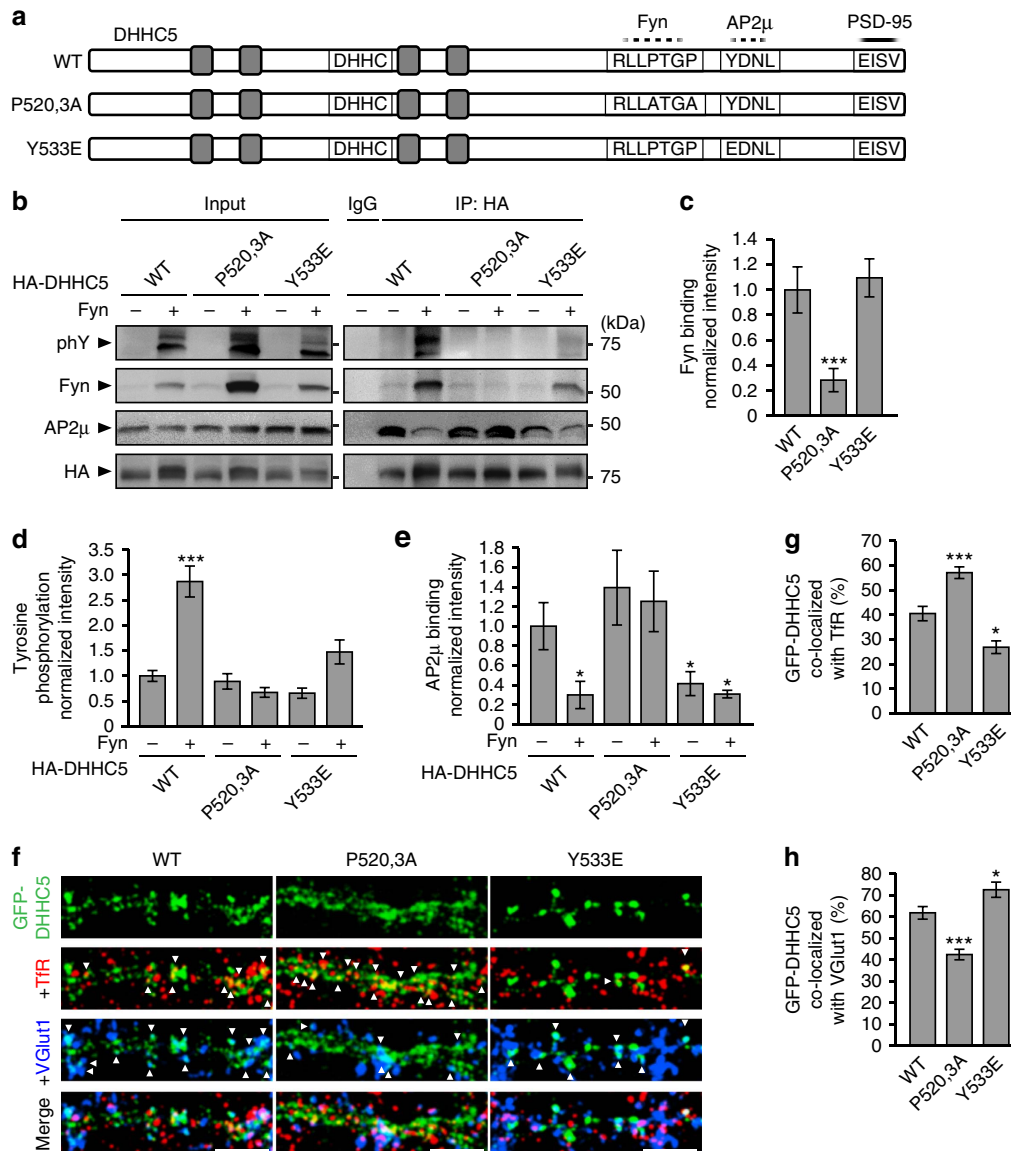 a
DHHC5
Fyn
AP2μ
PSD-95
WT
DHHC
RLLPTGP
YDNL
EISV
P520,3A
DHHC
RLLATGA
YDNL
EISV
Y533E
DHHC
RLLPTGP
EDNL
EISV
b
Input
IgG
IP: HA
HA-DHHC5
WT
P520,3A
Y533E
WT
P520,3A
Y533E
Fyn
– + – + – +
– – + – + – +
(kDa)
phY
75
Fyn
50
AP2μ
50
HA
75
c
Fyn binding
normalized intensity
1.4
1.2
1.0
0.8
0.6
0.4
0.2
0
***
WT
P520,3A
Y533E
d
Tyrosine
phosphorylation
normalized intensity
3.5
3.0
2.5
2.0
1.5
1.0
0.5
0
***
Fyn – + – + – +
HA-DHHC5
WT
P520,3A
Y533E
e
AP2μ binding
normalized intensity
1.8
1.6
1.4
1.2
1.0
0.8
0.6
0.4
0.2
0
*
*
*
Fyn – + – + – +
HA-DHHC5
WT
P520,3A
Y533E
g
GFP-DHHC5
co-localized
with TfR (%)
80
70
60
50
40
30
20
10
0
***
*
WT
P520,3A
Y533E
f
WT
P520,3A
Y533E
GFP-
DHHC5
+TfR
+VGlut1
Merge
h
GFP-DHHC5
co-localized
with VGlut1 (%)
80
70
60
50
40
30
20
10
0
***
*
WT
P520,3A
Y533E